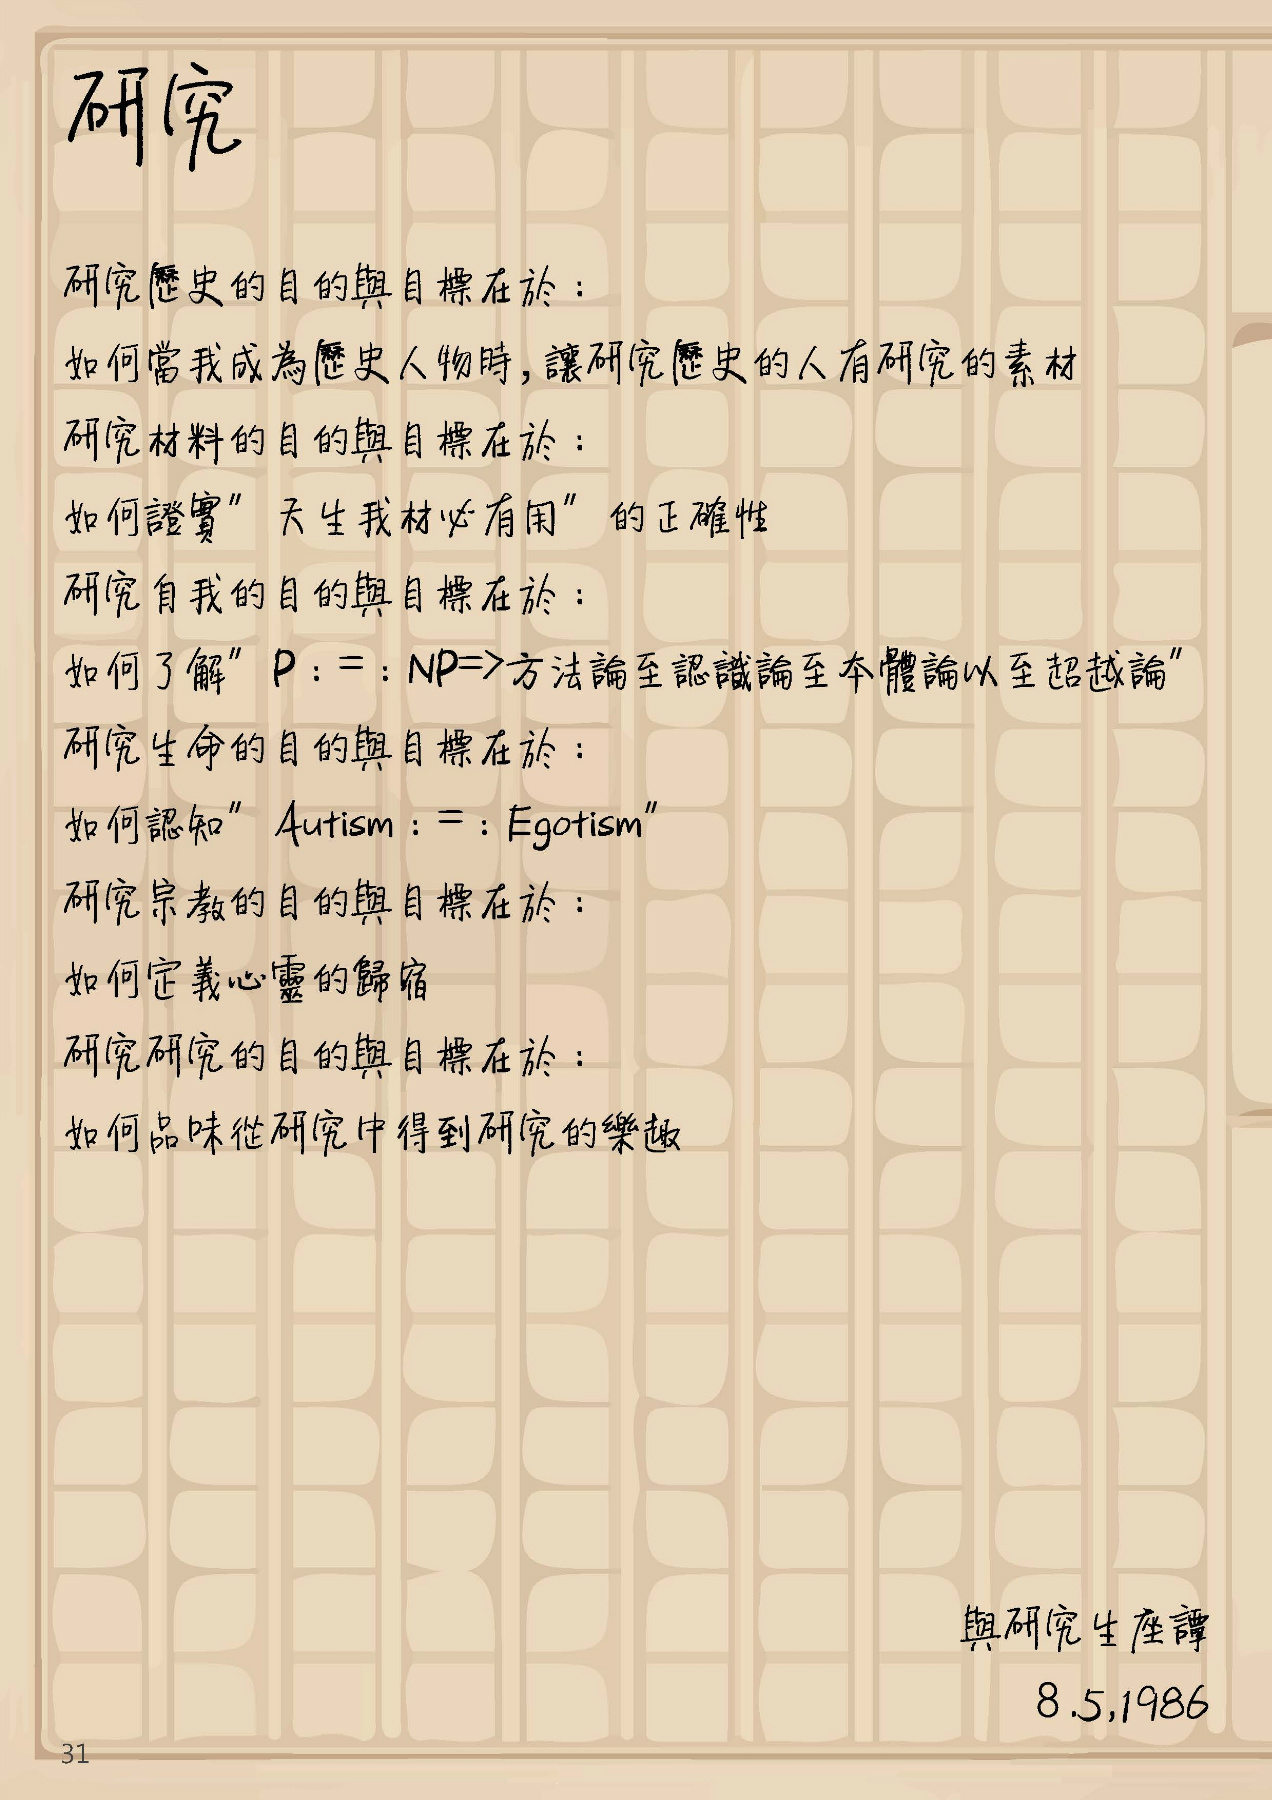 研究
研究歷史的目的與目標在於：
如何當我成為歷史人物時，讓研究歷史的人有研究的素材
研究材料的目的與目標在於：
如何證實”天生我材必有用”的正確性
研究自我的目的與目標在於：
如何了解”P：=：NP=>方法論至認識論至本體論以至超越論”
研究生命的目的與目標在於：
如何認知”Autism：=：Egotism”
研究宗教的目的與目標在於：
如何定義心靈的歸宿
研究研究的目的與目標在於：
如何品味從研究中得到研究的樂趣
與研究生座譚
8.5,1986
31